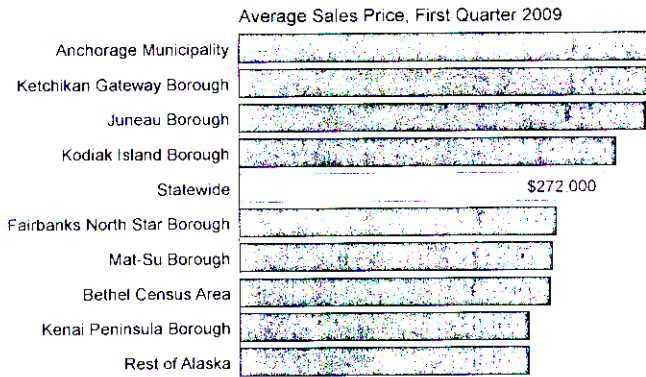 Average Sales Price, First Quarter 2009
Anchorage Municipality
Ketchikan Gateway Borough
Juneau Borough
Kodiak Island Borough
Statewide $272.000
Fairbanks North Star Borough
Mat-Su Borough
Bethel Census Area
Kenai Peninsula Borough
Rest of Alaska